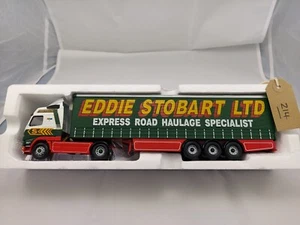 EDDIE STOBART LTD
EXPRESS ROAD HAULAGE SPECIALIST
214